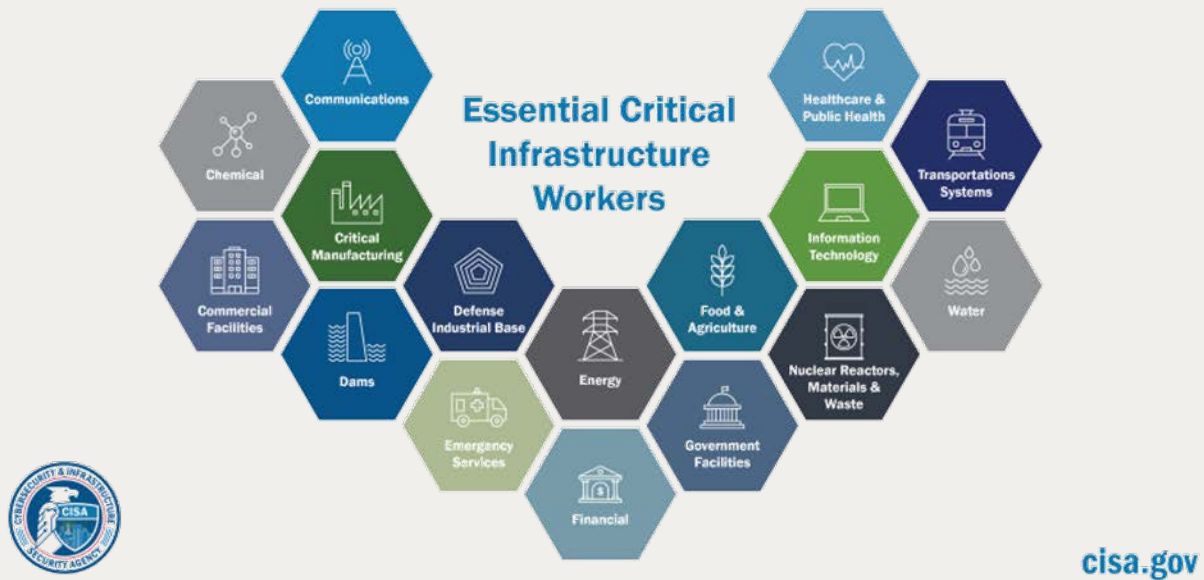 Essential Critical
Infrastructure
Workers
Communications
Chemical
Critical
Manufacturing
Commercial
Facilities
Dams
Defense
Industrial Base
Emergency
Services
Energy
Financial
Food &
Agriculture
Government
Facilities
Healthcare &
Public Health
Information
Technology
Transportations
Systems
Water
Nuclear Reactors,
Materials &
Waste
CYBERSECURITY & INFRASTRUCTURE
CISA
SECURITY AGENCY
cisa.gov